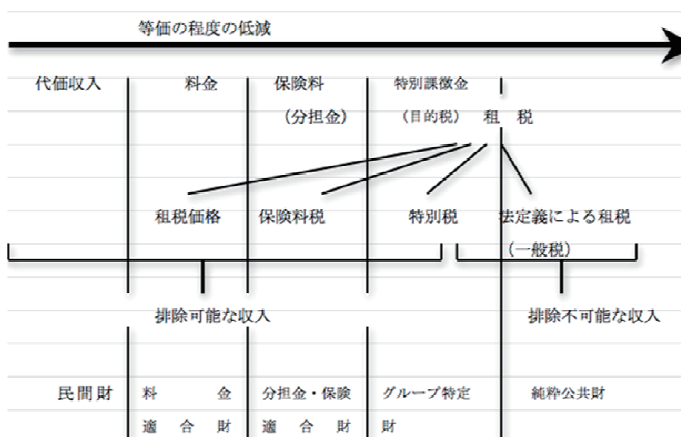 等価の程度の低減
代価収入 料金 保険料 特別課徴金
(分担金) (目的税) 租 税
租税価格 保険料税 特別税 法定義による租税
(一般税)
排除可能な収入 排除不可能な収入
民間財 料 金 分担金・保険 グループ特定 純粋公共財
適 合 財 適 合 財 財